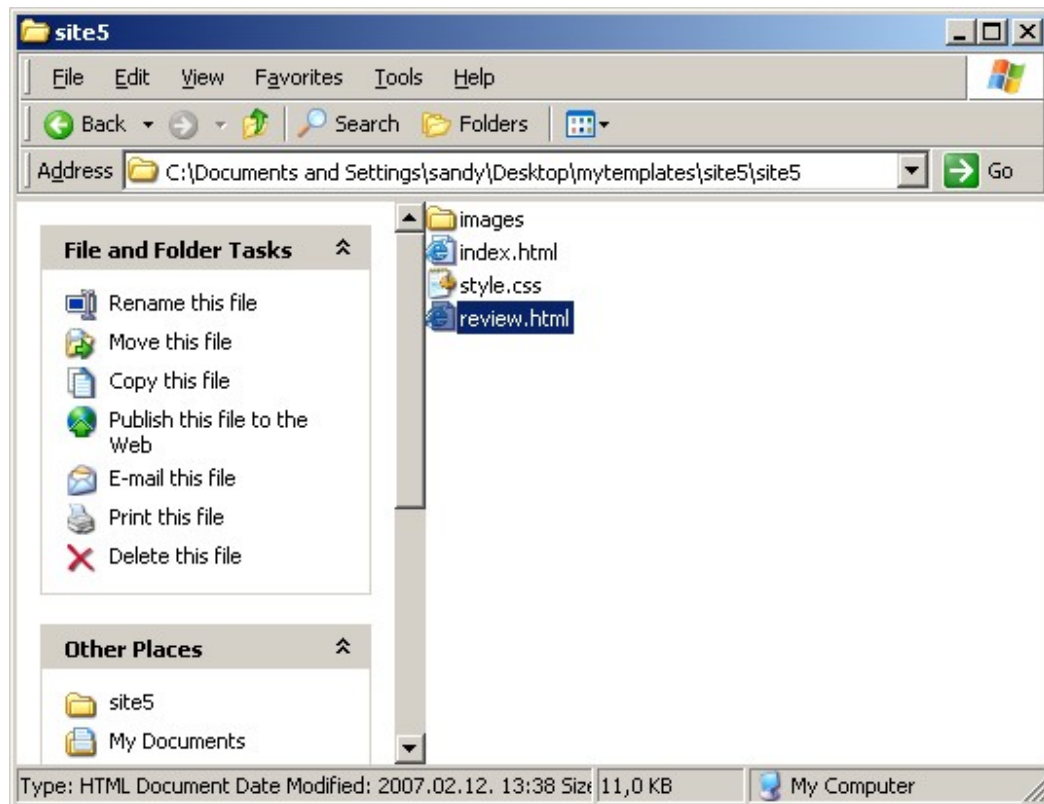 site5
File Edit View Favorites Tools Help
Back Search Folders
Address C:\Documents and Settings\sandy\Desktop\mytemplates\site5\site5 Go
File and Folder Tasks
Rename this file
Move this file
Copy this file
Publish this file to the
Web
E-mail this file
Print this file
Delete this file
Other Places
site5
My Documents
images
index.html
style.css
review.html
Type: HTML Document Date Modified: 2007.02.12. 13:38 Size 11,0 KB My Computer